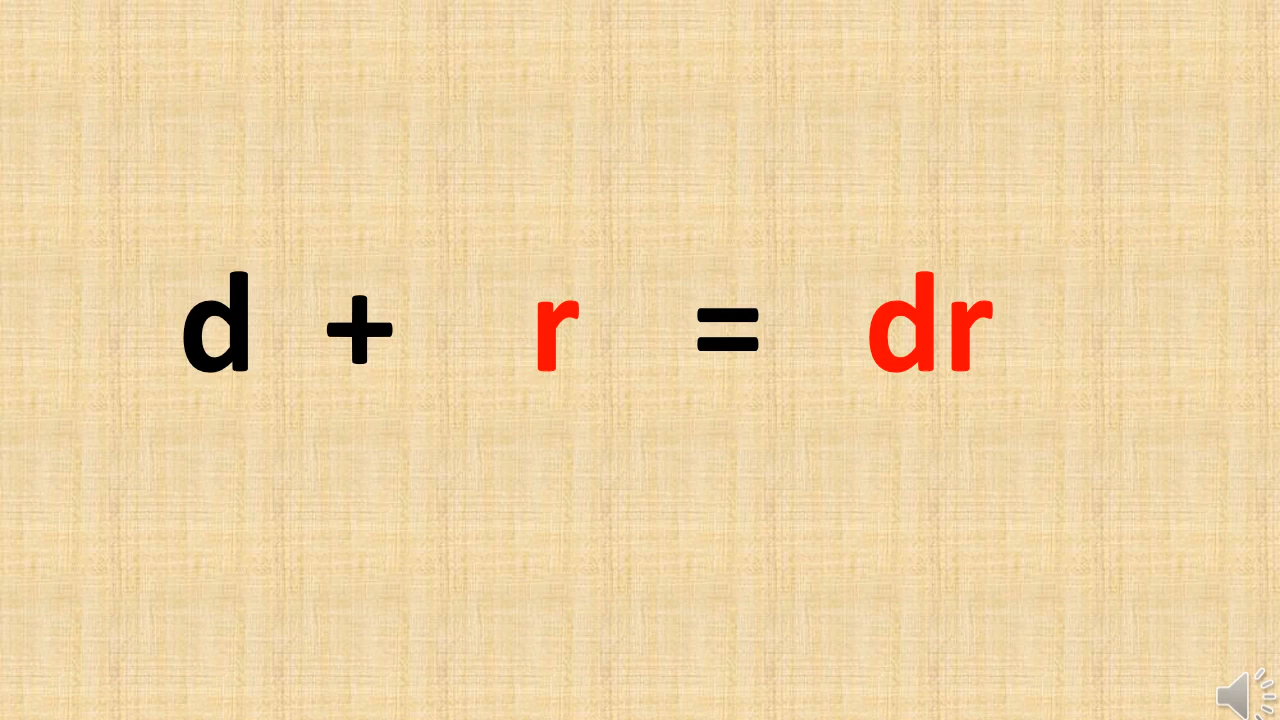 d + r = dr